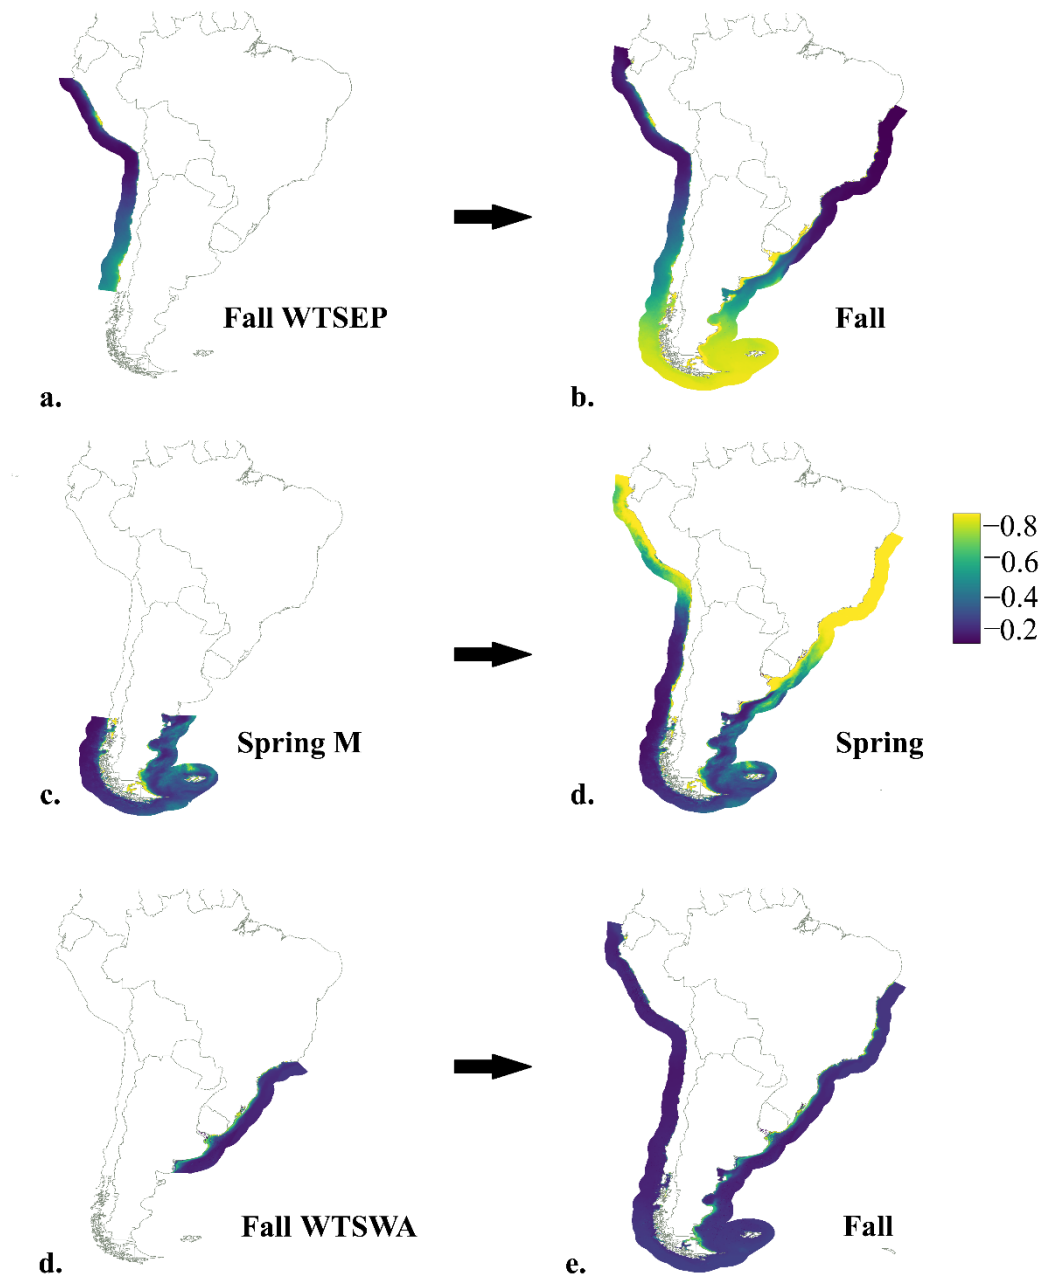 Fall WTSEP
Fall
a.
b.
0.8
0.6
0.4
0.2
Spring M
Spring
c.
d.
Fall WTSWA
Fall
d.
e.